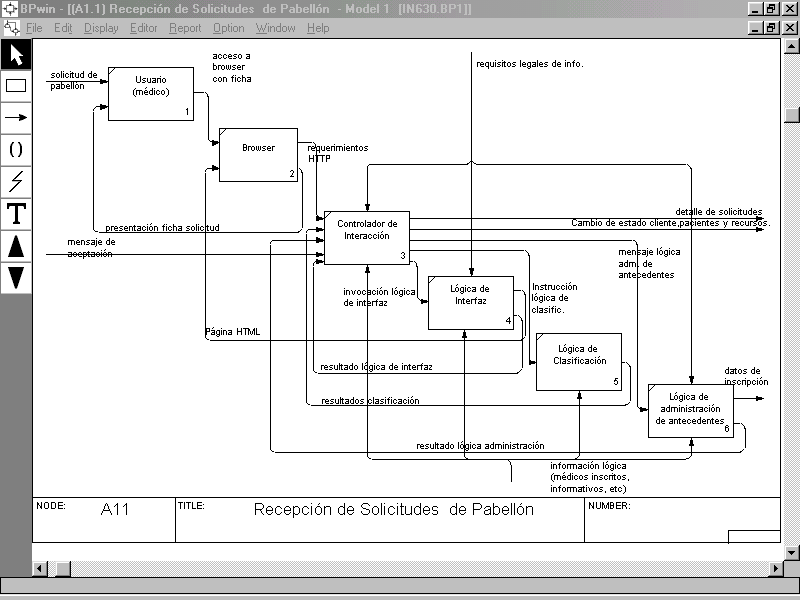 BPwin - [(A1.1) Recepción de Solicitudes de Pabellón - Model 1 [IN630.BP1]]
File Edit Display Editor Report Option Window Help
acceso a
browser
con ficha
solicitud de
pabellón
Usuario
(médico)
1
requisitos legales de info.
Browser
2
requerimientos
HTTP
presentación ficha solicitud
mensaje de
aceptación
Controlador de
Interacción
3
detalle de solicitudes
Cambio de estado cliente,pacientes y recursos.
mensaje lógica
adm. de
antecedentes
invocación lógica
de interfaz
Lógica de
Interfaz
4
Instrucción
lógica de
clasific.
Página HTML
Lógica de
Clasificación
5
resultado lógica de interfaz
resultados clasificación
datos de
inscripción
Lógica de
administración
de antecedentes
6
resultado lógica administración
información lógica
(médicos inscritos,
informativos, etc)
NODE: A11
TITLE: Recepción de Solicitudes de Pabellón
NUMBER:
()
T